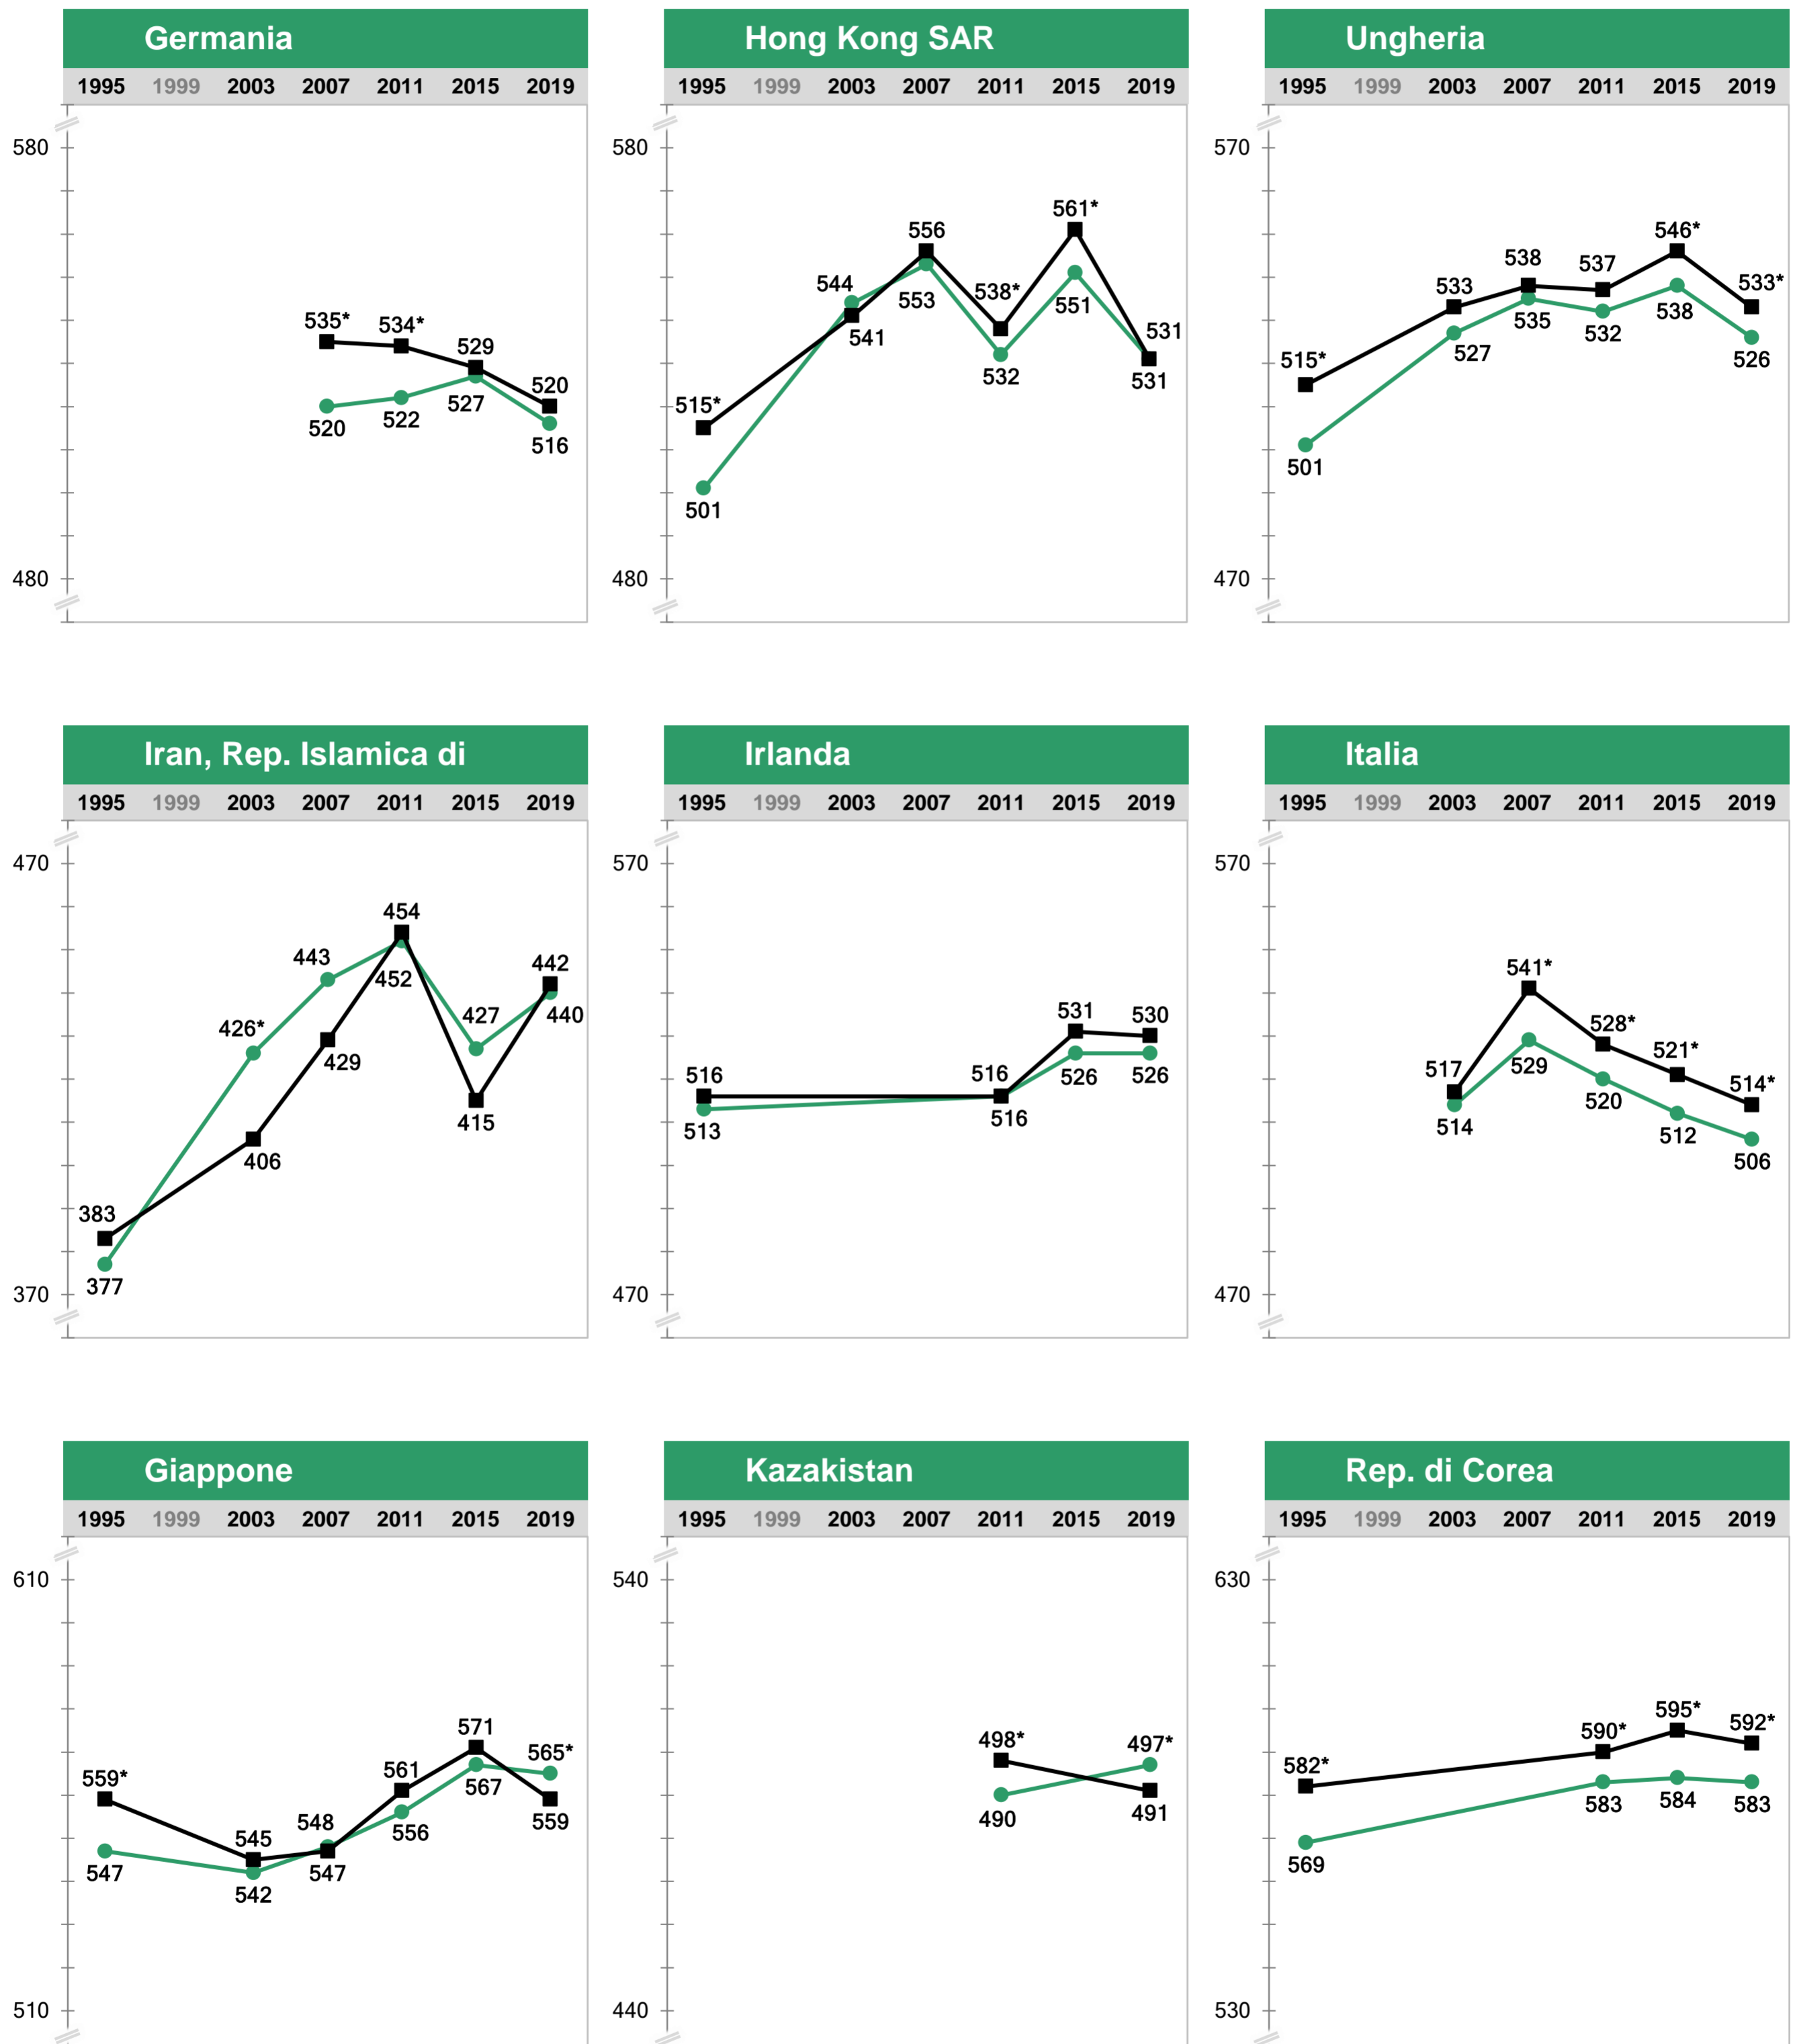 Germania Hong Kong SAR Ungheria
1995 1999 2003 2007 2011 2015 2019 1995 1999 2003 2007 2011 2015 2019 1995 1999 2003 2007 2011 2015 2019
580
535* 534* 529 520
520 522 527 516
480
580
515* 544 556 538* 561* 531
501 541 553 532 551 531
480
570
515* 533 538 537 546* 533*
501 527 535 532 538 526
470
Iran, Rep. Islamica di Irlanda Italia
1995 1999 2003 2007 2011 2015 2019 1995 1999 2003 2007 2011 2015 2019 1995 1999 2003 2007 2011 2015 2019
470
383 426* 443 454 427 442
377 406 429 452 415 440
370
570
516 516 531 530
513 516 526 526
470
570
517 541* 528* 521* 514*
514 529 520 512 506
470
Giappone Kazakistan Rep. di Corea
1995 1999 2003 2007 2011 2015 2019 1995 1999 2003 2007 2011 2015 2019 1995 1999 2003 2007 2011 2015 2019
610
559* 545 548 561 571 565*
547 542 547 556 567 559
510
540
498* 497*
490 491
440
630
582* 590* 595* 592*
569 583 584 583
530